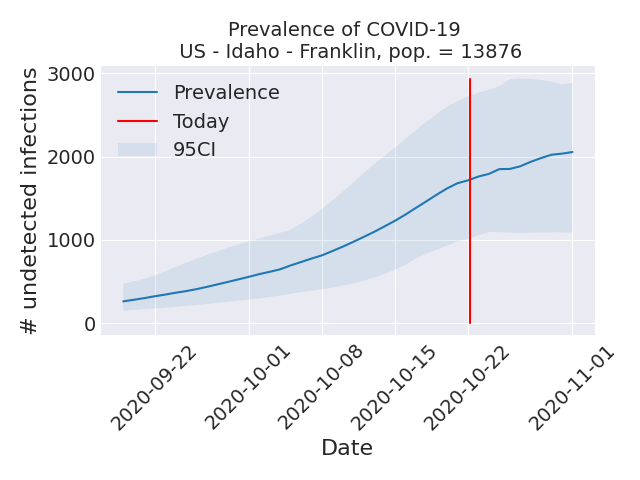 Prevalence of COVID-19
US - Idaho - Franklin, pop. = 13876
# undetected infections
3000
2000
1000
0
Prevalence
Today
95CI
2020-09-22
2020-10-01
2020-10-08
2020-10-15
2020-10-22
2020-11-01
Date